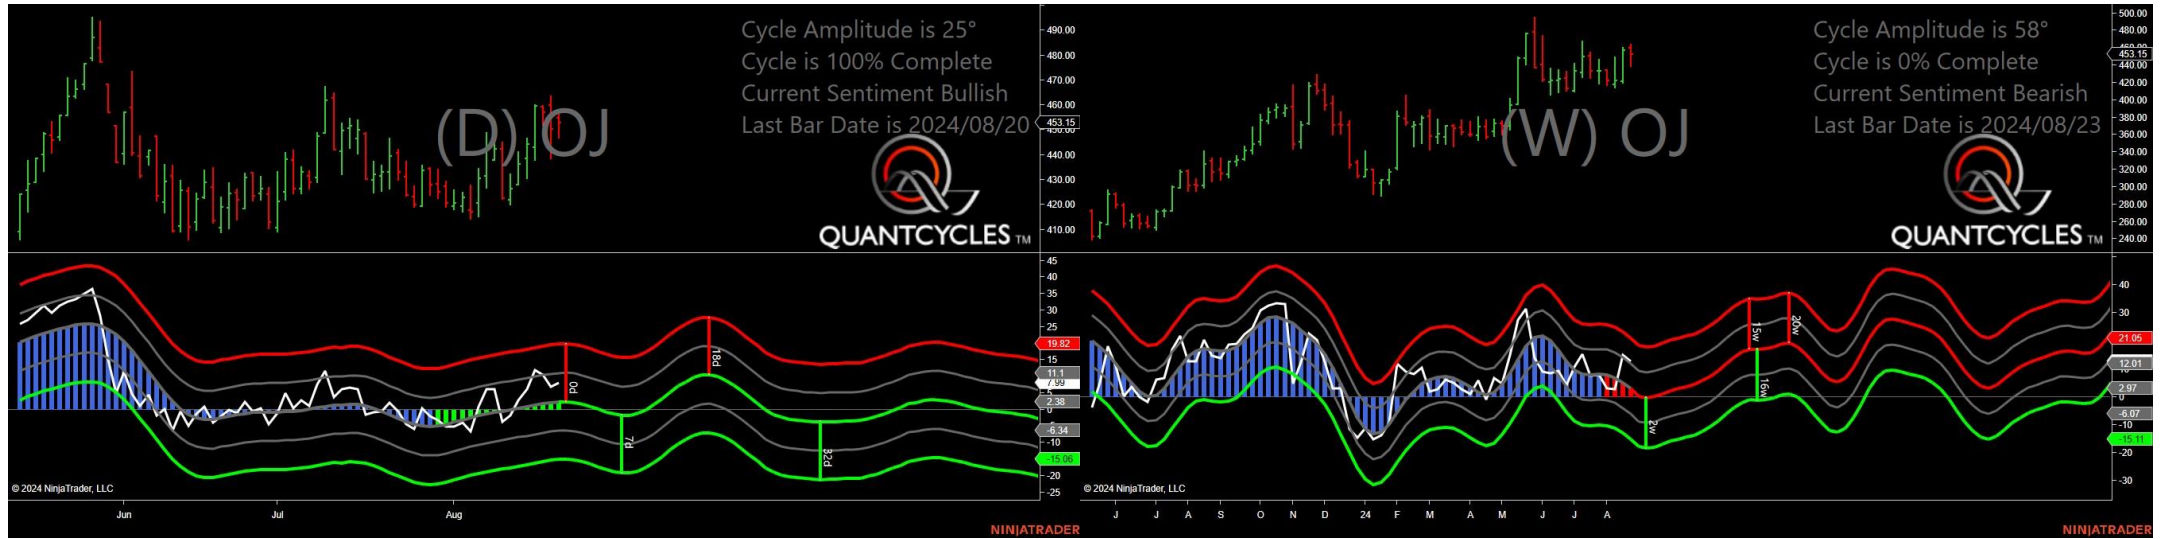 Cycle Amplitude is 25°
Cycle is 100% Complete
Current Sentiment Bullish
Last Bar Date is 2024/08/20
(D) OJ
QUANTCYCLES TM
490.00
480.00
470.00
460.00
453.15
450.00
440.00
430.00
420.00
410.00
45
40
35
30
25
19.82
15
11.1
7.99
2.38
0
-6.34
-10
-15.06
-20
-25
0d
7d
18d
32d
© 2024 NinjaTrader, LLC
Jun Jul Aug
NINJATRADER
Cycle Amplitude is 58°
Cycle is 0% Complete
Current Sentiment Bearish
Last Bar Date is 2024/08/23
(W) OJ
QUANTCYCLES TM
500.00
480.00
460.00
453.15
440.00
420.00
400.00
380.00
360.00
340.00
320.00
300.00
280.00
260.00
240.00
40
30
21.05
12.01
2.97
0
-6.07
-10
-15.11
-20
-30
2w
15w
16w
20w
© 2024 NinjaTrader, LLC
J J A S O N D 24 F M A M J J A
NINJATRADER